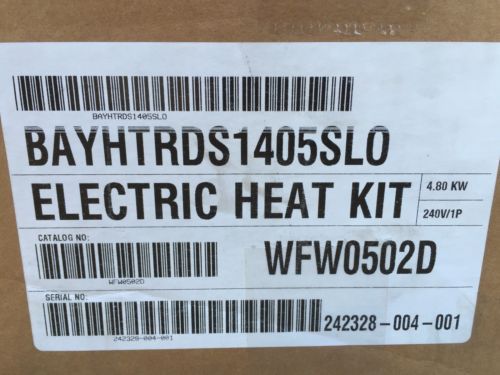 BAYHTRDS1405SLO
BAYHTRDS1405SLO
ELECTRIC HEAT KIT
4.80 KW
240V/1P
CATALOG NO:
WFW0502D
WFW0502D
SERIAL NO:
242328-004-001
242328-004-001